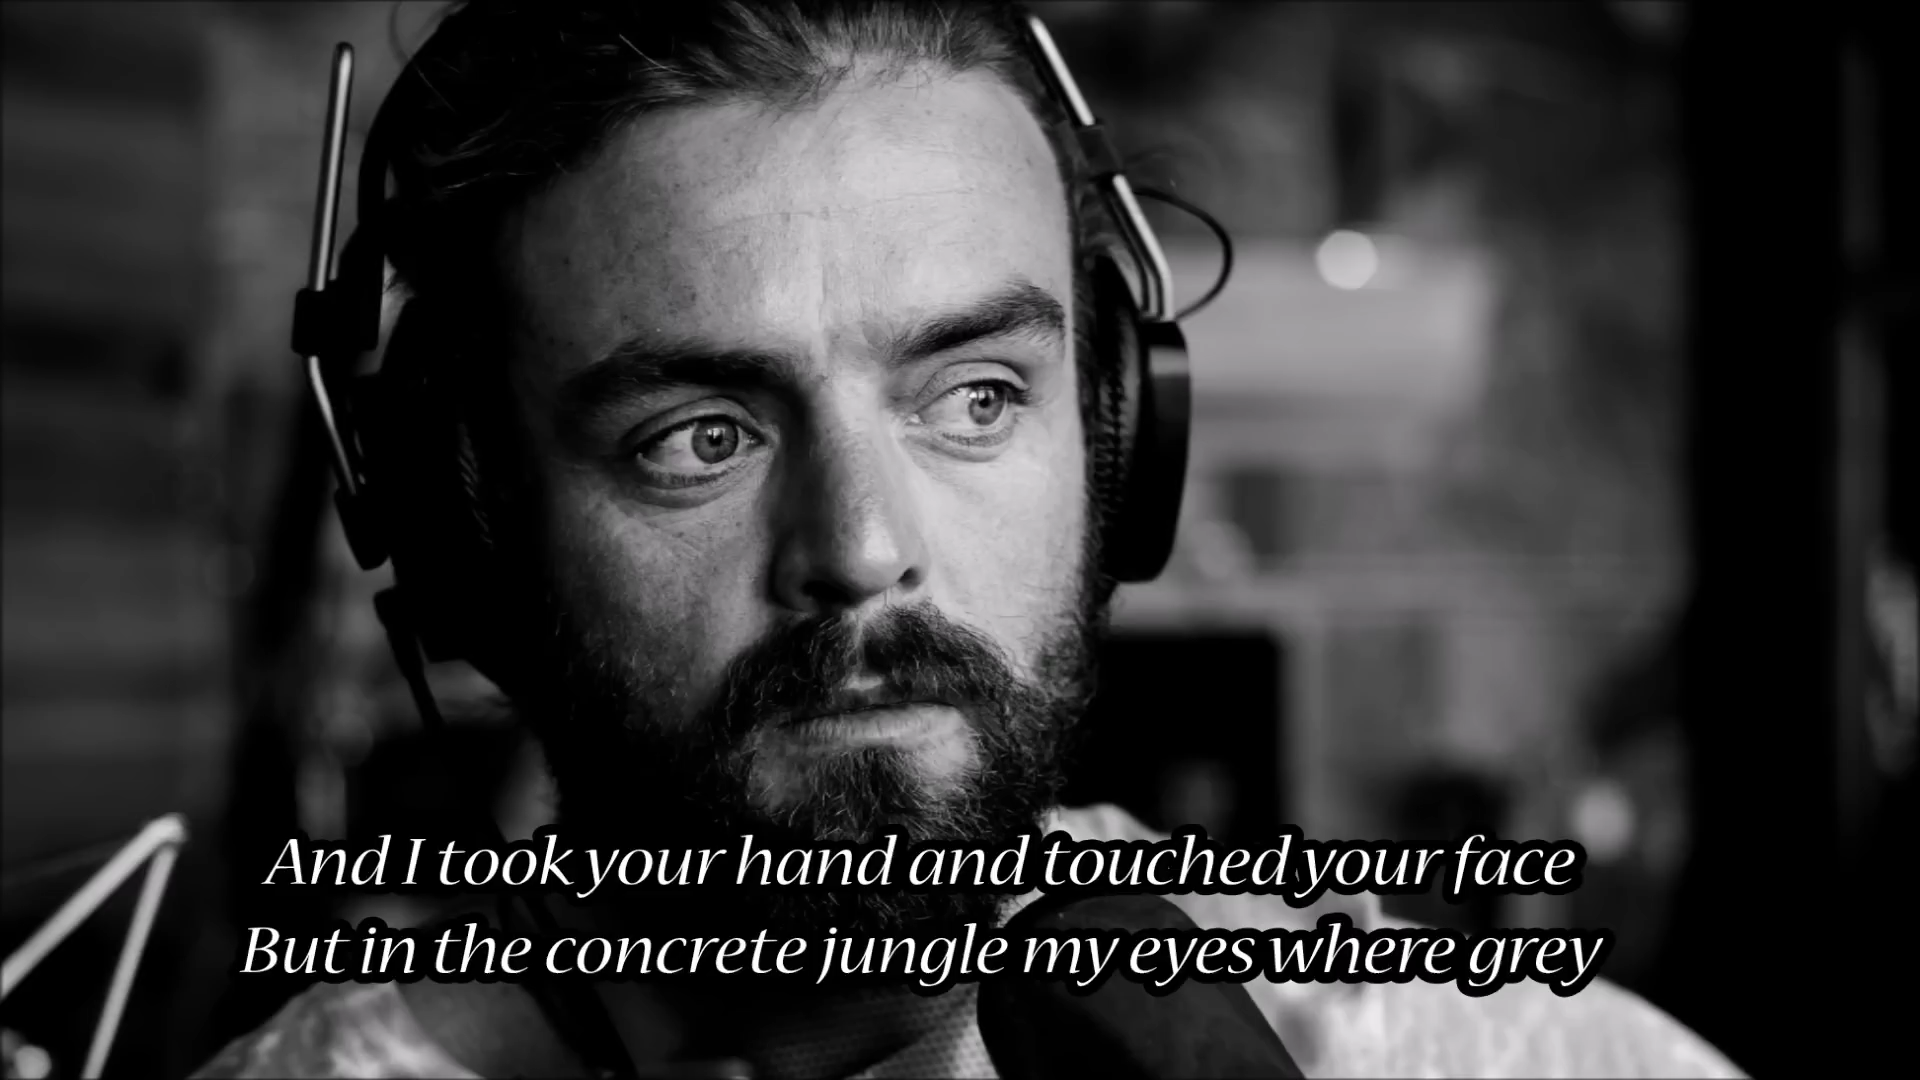 And I took your hand and touched your face
But in the concrete jungle my eyes where grey